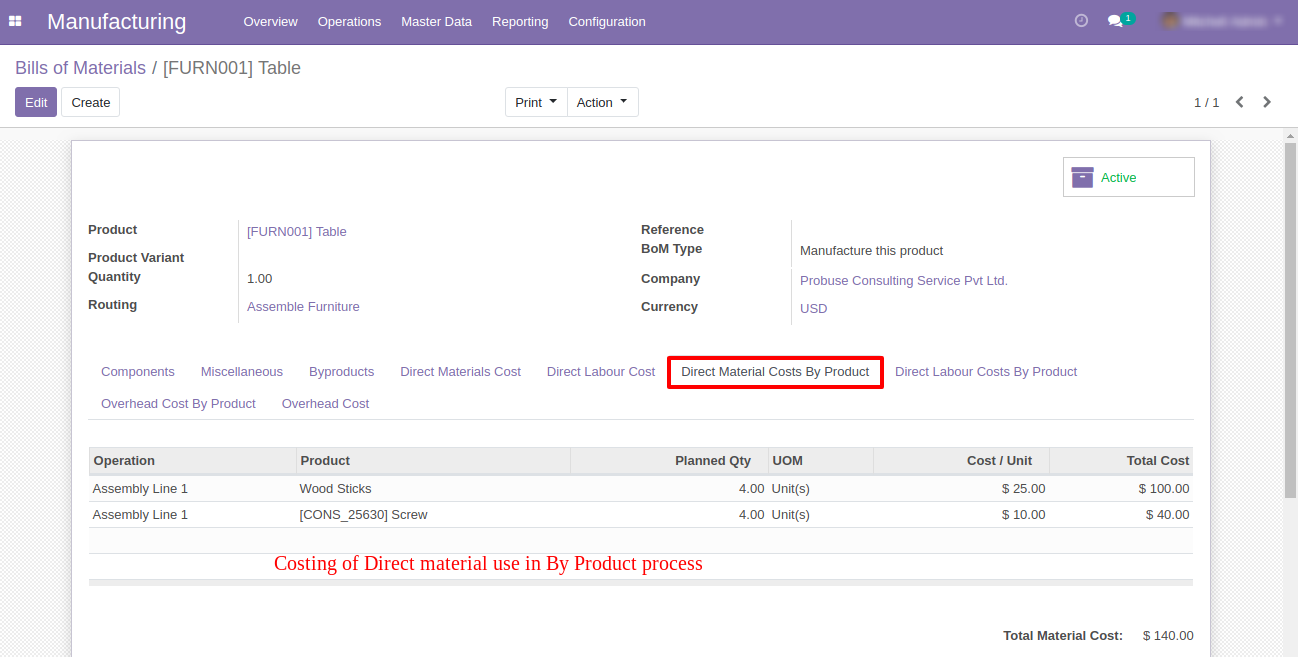 Manufacturing Overview Operations Master Data Reporting Configuration 1
Bills of Materials / [FURN001] Table
Edit Create Print Action 1 / 1
Active
Product [FURN001] Table Reference
Product Variant BoM Type Manufacture this product
Quantity 1.00 Company Probuse Consulting Service Pvt Ltd.
Routing Assemble Furniture Currency USD
Components Miscellaneous Byproducts Direct Materials Cost Direct Labour Cost Direct Material Costs By Product Direct Labour Costs By Product
Overhead Cost By Product Overhead Cost
Operation Product Planned Qty UOM Cost / Unit Total Cost
Assembly Line 1 Wood Sticks 4.00 Unit(s) $ 25.00 $ 100.00
Assembly Line 1 [CONS_25630] Screw 4.00 Unit(s) $ 10.00 $ 40.00
Costing of Direct material use in By Product process
Total Material Cost: $ 140.00